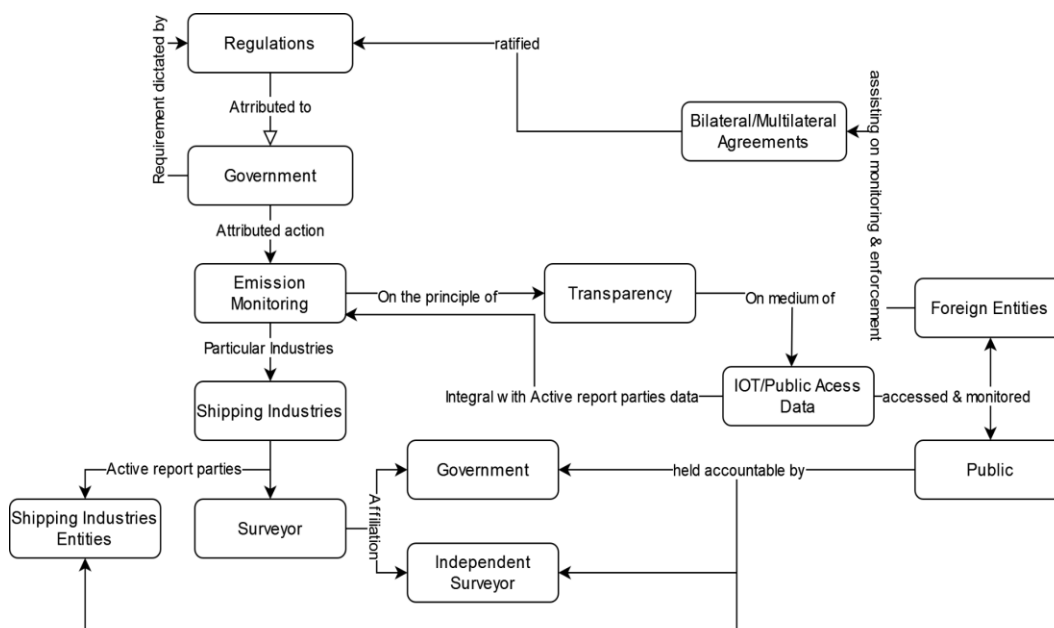 Regulations
ratified
Requirement dictated by
Atrributed to
assisting on monitoring & enforcement
Bilateral/Multilateral
Agreements
Government
Attributed action
Emission
Monitoring
On the principle of
Transparency
On medium of
Foreign Entities
Particular Industries
Integral with Active report parties data
IOT/Public Acess
Data
accessed & monitored
Shipping Industries
Active report parties
Government
held accountable by
Public
Shipping Industries
Entities
Surveyor
Affiliation
Independent
Surveyor